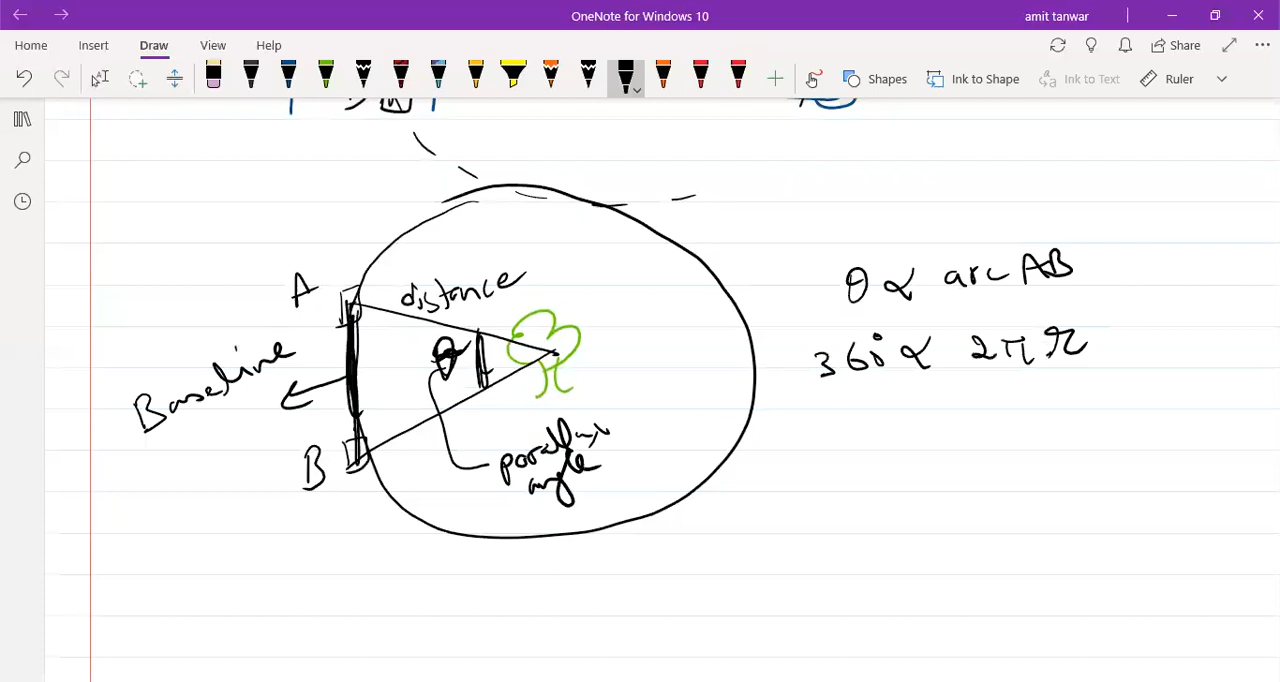 OneNote for Windows 10
amit tanwar
Home Insert Draw View Help
Share
Shapes Ink to Shape Ink to Text Ruler
A
distance
θ
Baseline
B
parallax
angle
θ ∝ arc AB
360° ∝ 2πr